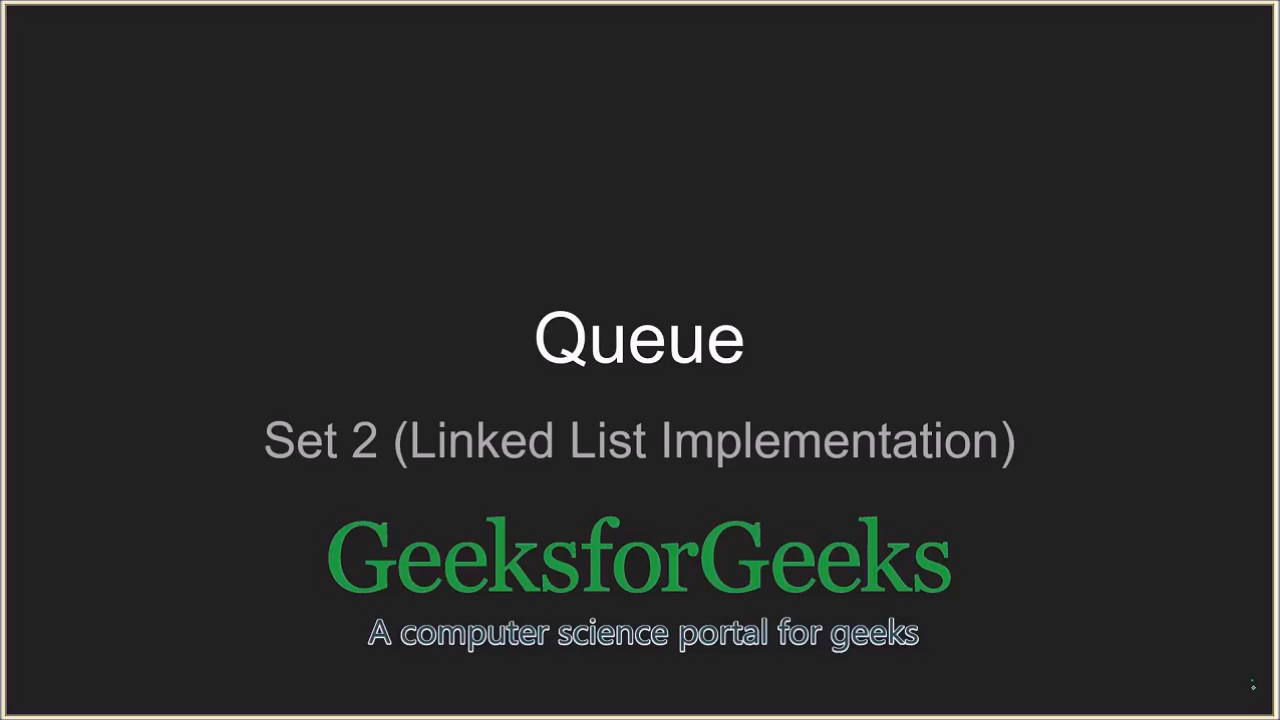 Queue
Set 2 (Linked List Implementation)
GeeksforGeeks
A computer science portal for geeks